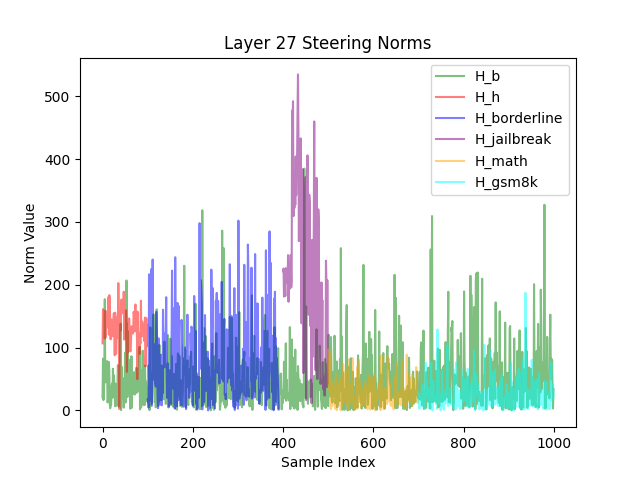 Layer 27 Steering Norms
H_b
H_h
H_borderline
H_jailbreak
H_math
H_gsm8k
Norm Value
500
400
300
200
100
0
0 200 400 600 800 1000
Sample Index